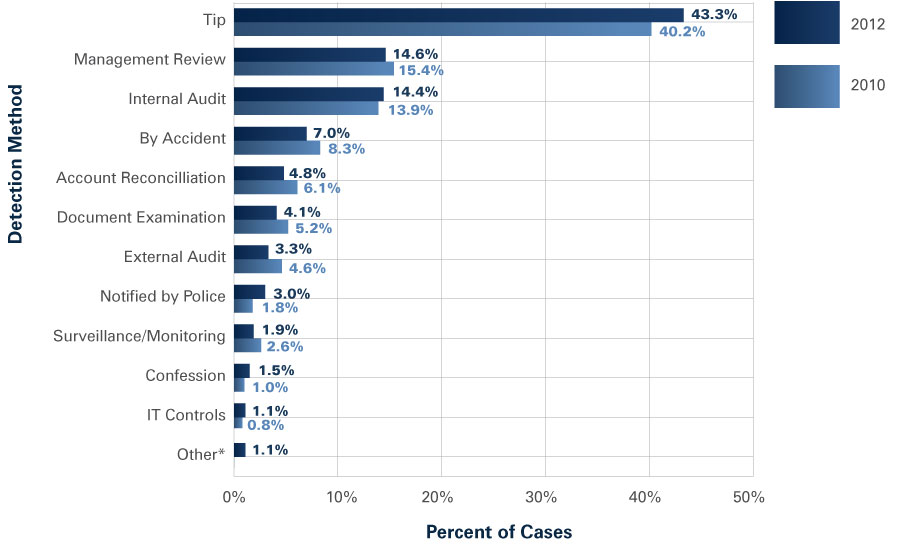 Tip
43.3%
40.2%
2012
Management Review
14.6%
15.4%
2010
Internal Audit
14.4%
13.9%
By Accident
7.0%
8.3%
Account Reconcilliation
4.8%
6.1%
Document Examination
4.1%
5.2%
External Audit
3.3%
4.6%
Notified by Police
3.0%
1.8%
Surveillance/Monitoring
1.9%
2.6%
Confession
1.5%
1.0%
IT Controls
1.1%
0.8%
Other*
1.1%
Detection Method
0% 10% 20% 30% 40% 50%
Percent of Cases